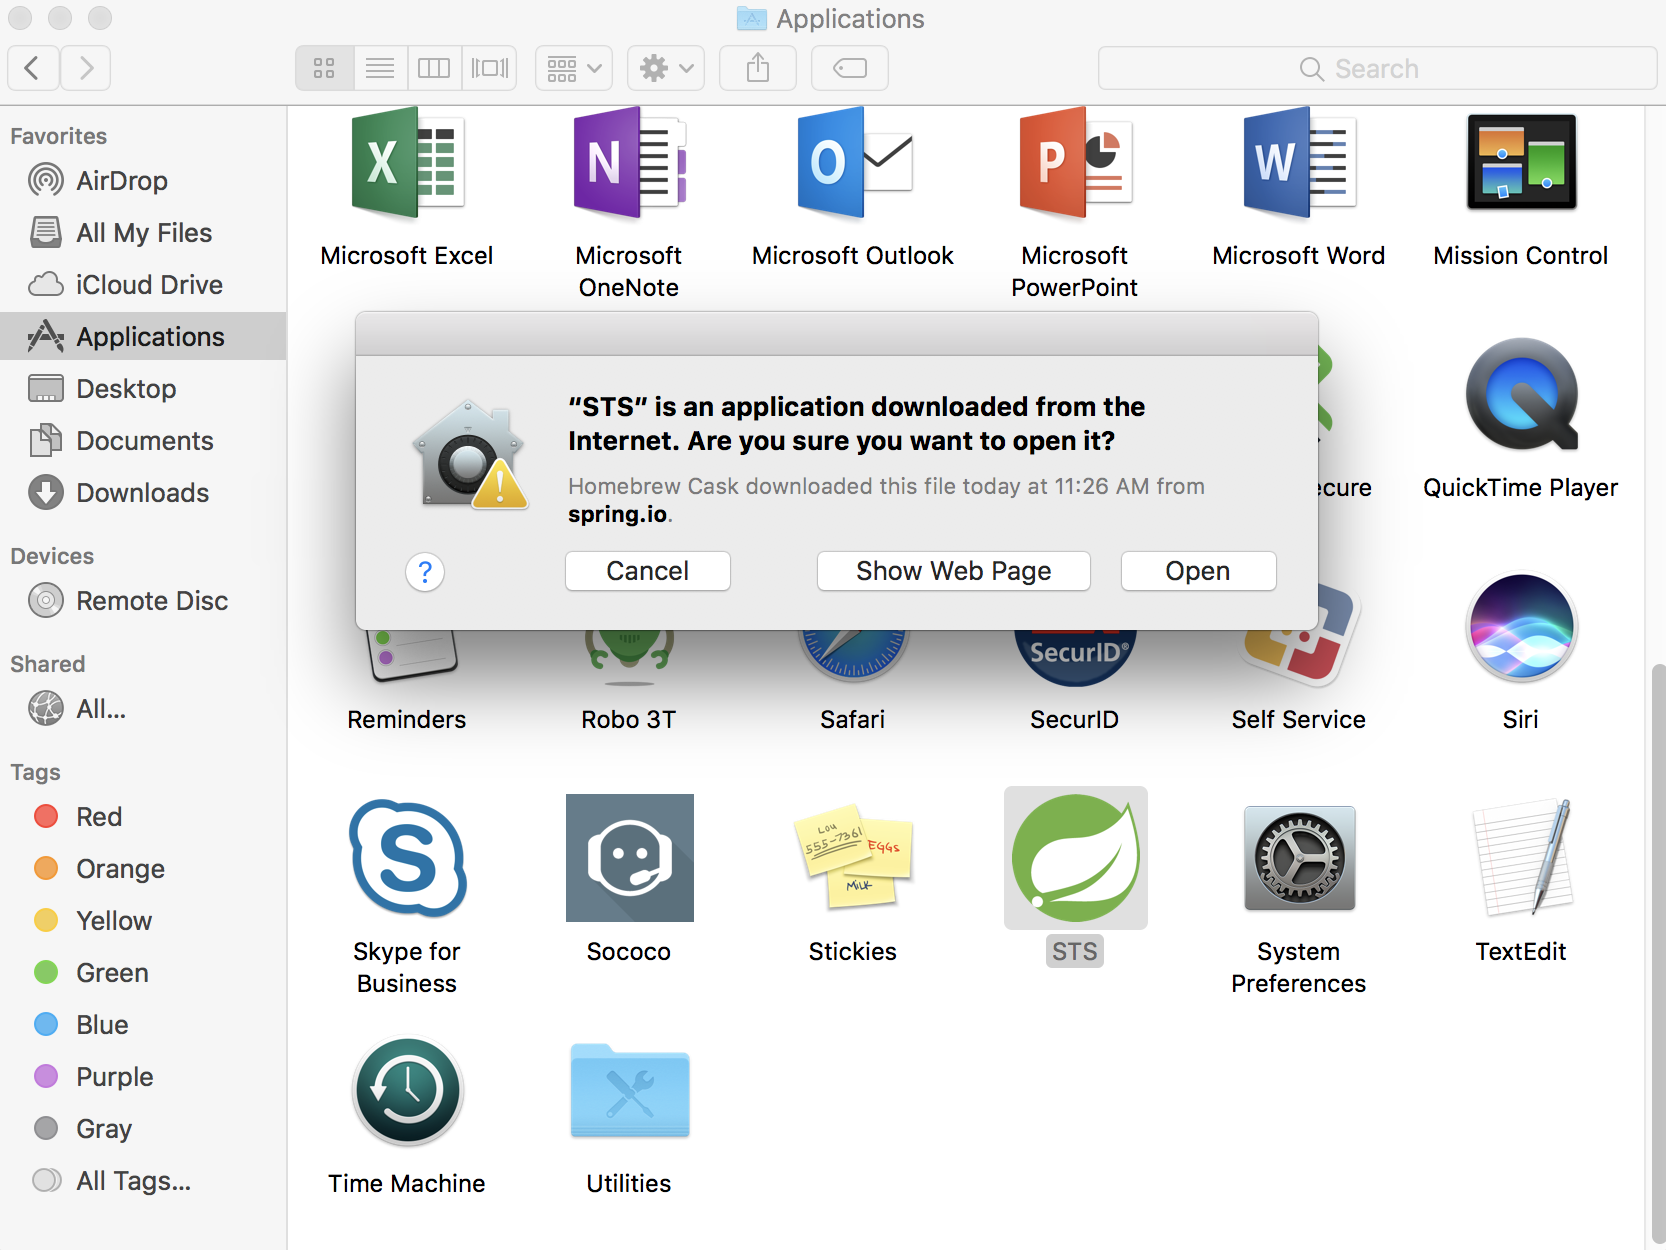 Applications
Search
Favorites
AirDrop
All My Files
iCloud Drive
Applications
Desktop
Documents
Downloads
Devices
Remote Disc
Shared
All...
Tags
Red
Orange
Yellow
Green
Blue
Purple
Gray
All Tags...
X
N
O
P
W
Microsoft Excel
Microsoft
OneNote
Microsoft Outlook
Microsoft
PowerPoint
Microsoft Word
Mission Control
“STS” is an application downloaded from the
Internet. Are you sure you want to open it?
Homebrew Cask downloaded this file today at 11:26 AM from
spring.io.
?
Cancel
Show Web Page
Open
ecure
QuickTime Player
SecurID®
Reminders
Robo 3T
Safari
SecurID
Self Service
Siri
S
Lou
555-7361
EGGS
MILK
Skype for
Business
Sococo
Stickies
STS
System
Preferences
TextEdit
Time Machine
Utilities